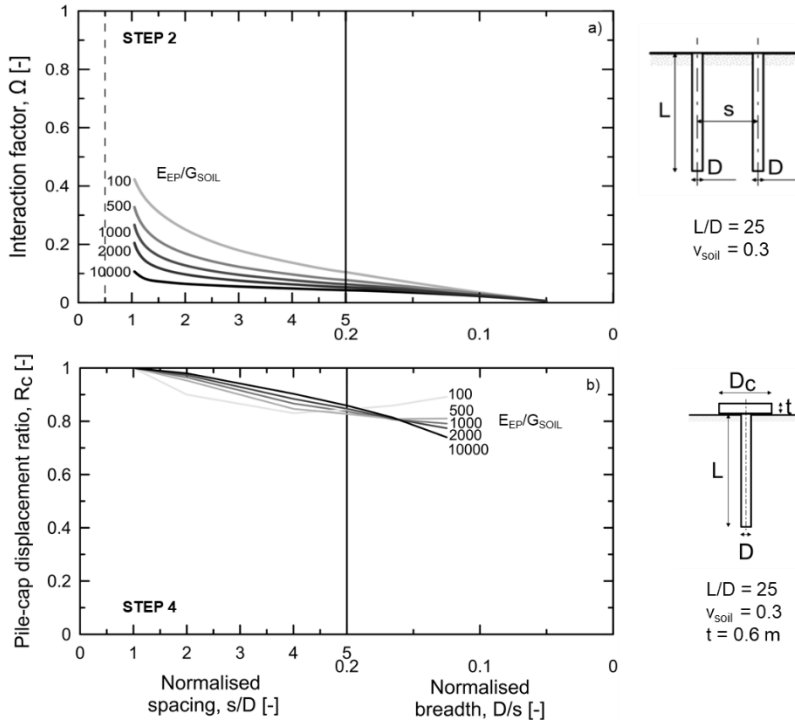 STEP 2
a)
Interaction factor, Ω [-]
1
0.8
0.6
0.4
0.2
0
100
500
1000
2000
10000
E_EP/G_SOIL
0 1 2 3 4 5
0.2 0.1 0
L
s
D D
L/D = 25
ν_soil = 0.3
b)
Pile-cap displacement ratio, R_C [-]
1
0.8
0.6
0.4
0.2
0
100
500
1000
2000
10000
E_EP/G_SOIL
STEP 4
0 1 2 3 4 5
0.2 0.1 0
Normalised
spacing, s/D [-]
Normalised
breadth, D/s [-]
D_C
t
L
D
L/D = 25
ν_soil = 0.3
t = 0.6 m